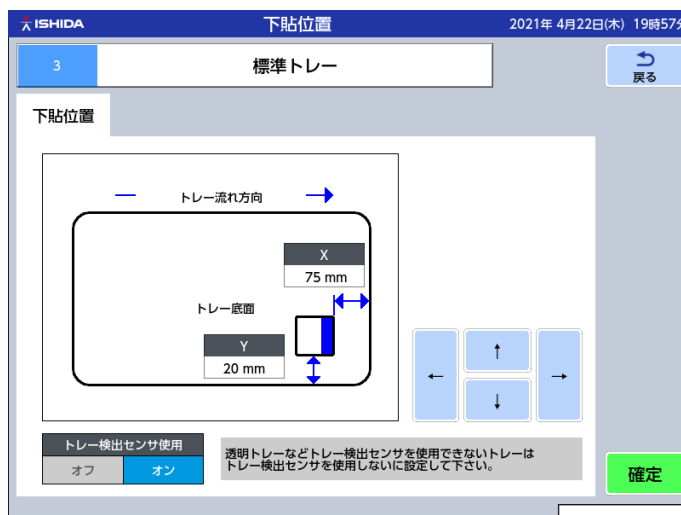 ISHIDA
下貼位置
2021年 4月22日(木) 19時57分
3
標準トレー
戻る
下貼位置
トレー流れ方向
X
75 mm
トレー底面
Y
20 mm
←
↑
↓
→
トレー検出センサ使用
オフ
オン
透明トレーなどトレー検出センサを使用できないトレーは
トレー検出センサを使用しないに設定して下さい。
確定